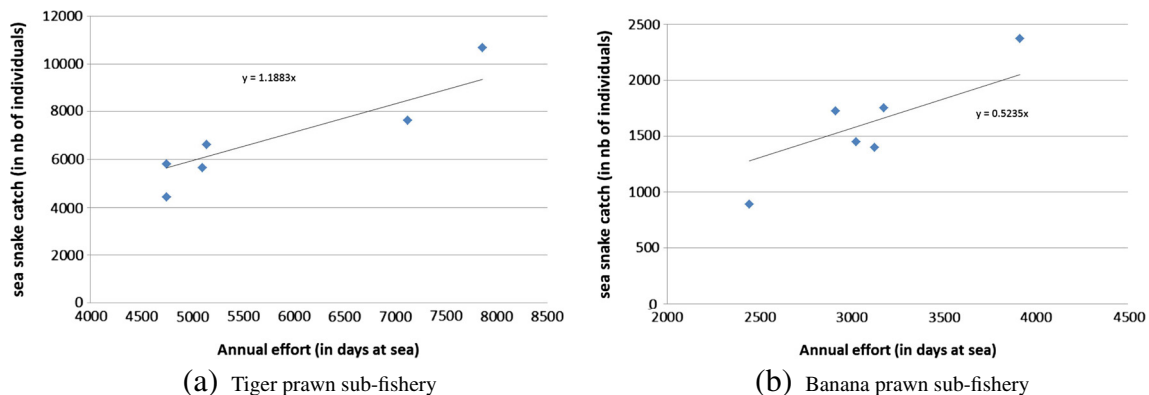 12000
10000
8000
6000
4000
2000
0
sea snake catch (in nb of individuals)
y = 1.1883x
4000 4500 5000 5500 6000 6500 7000 7500 8000 8500
Annual effort (in days at sea)
(a) Tiger prawn sub-fishery
2500
2000
1500
1000
500
0
sea snake catch (in nb of individuals)
y = 0.5235x
2000 2500 3000 3500 4000 4500
Annual effort (in days at sea)
(b) Banana prawn sub-fishery